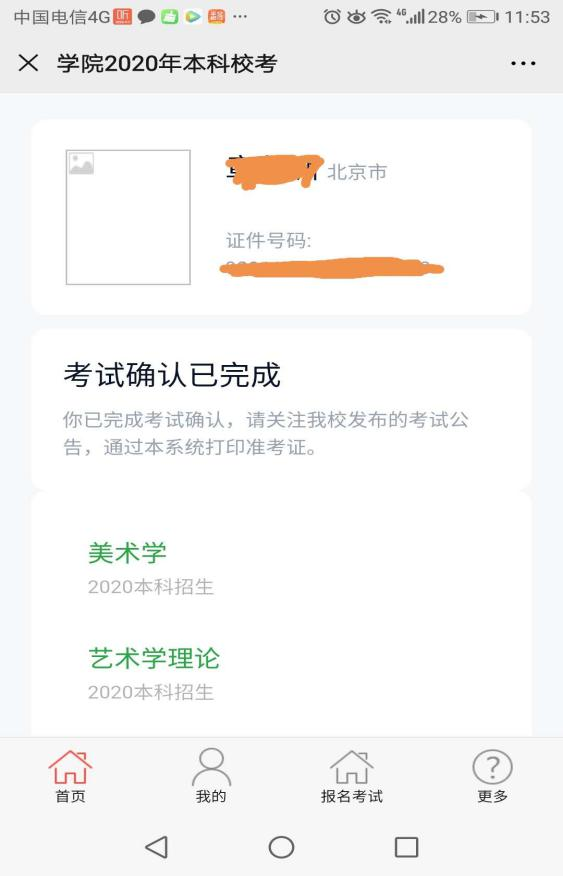 中国电信4G 听 4G 28% 11:53
学院2020年本科校考
北京市
证件号码:
考试确认已完成
你已完成考试确认，请关注我校发布的考试公
告，通过本系统打印准考证。
美术学
2020本科招生
艺术学理论
2020本科招生
首页 我的 报名考试 更多